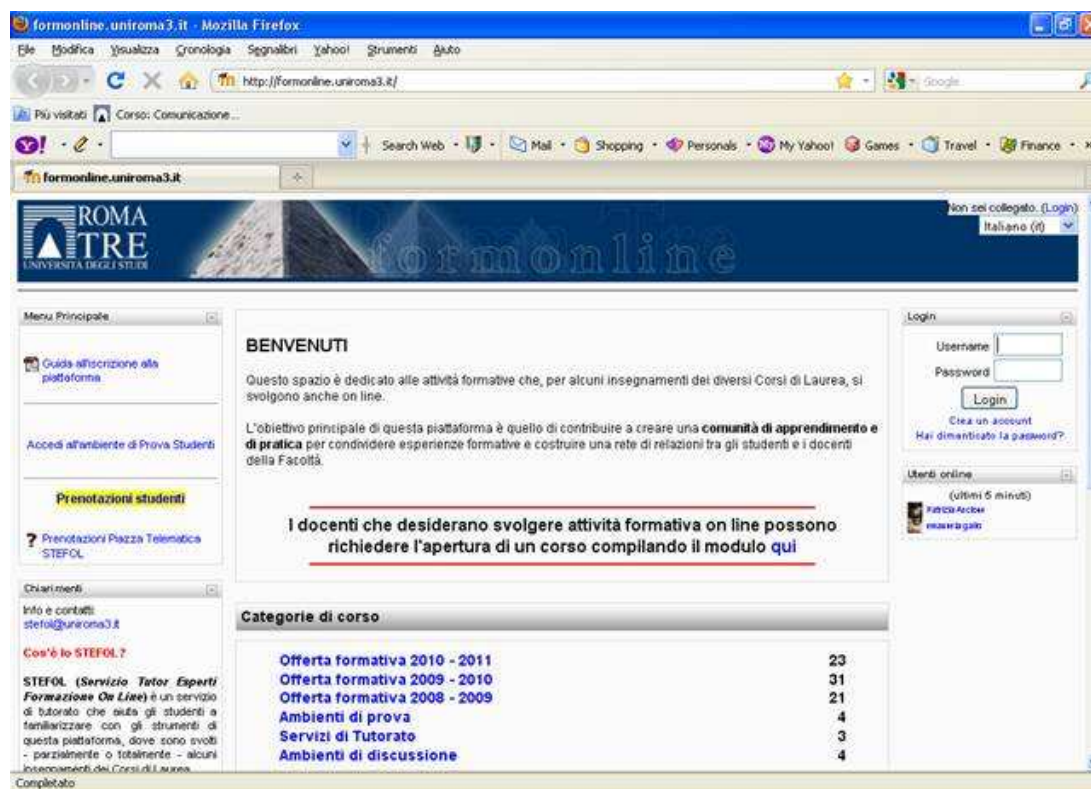 formonline.uniroma3.it - Mozilla Firefox
File Modifica Visualizza Cronologia Segnalibri Yahoo! Strumenti Aiuto
http://formonline.uniroma3.it/
Google
Più visitati Corso: Comunicazione...
Y! Search Web Mail Shopping Personals My Yahoo! Games Travel Finance
formonline.uniroma3.it
ROMA
TRE
UNIVERSITÀ DEGLI STUDI
formonline
Non sei collegato. (Login)
Italiano (it)
Menu Principale
Guida all'iscrizione alla
piattaforma
Accedi all'ambiente di Prova Studenti
Prenotazioni studenti
Prenotazioni Piazza Telematica
STEFOL
Chiarimenti
Info e contatti:
stefol@uniroma3.it
Cos'è lo STEFOL?
STEFOL (Servizio Tutor Esperti
Formazione On Line) è un servizio
di tutorato che aiuta gli studenti a
familiarizzare con gli strumenti di
questa piattaforma, dove sono svolti
- parzialmente o totalmente - alcuni
insegnamenti dei Corsi di Laurea
BENVENUTI
Questo spazio è dedicato alle attività formative che, per alcuni insegnamenti dei diversi Corsi di Laurea, si
svolgono anche on line.
L'obiettivo principale di questa piattaforma è quello di contribuire a creare una comunità di apprendimento e
di pratica per condividere esperienze formative e costruire una rete di relazioni tra gli studenti e i docenti
della Facoltà.
I docenti che desiderano svolgere attività formativa on line possono
richiedere l'apertura di un corso compilando il modulo qui
Categorie di corso
Offerta formativa 2010 - 2011 23
Offerta formativa 2009 - 2010 31
Offerta formativa 2008 - 2009 21
Ambienti di prova 4
Servizi di Tutorato 3
Ambienti di discussione 4
Login
Username
Password
Login
Crea un account
Hai dimenticato la password?
Utenti online
(ultimi 5 minuti)
Completato